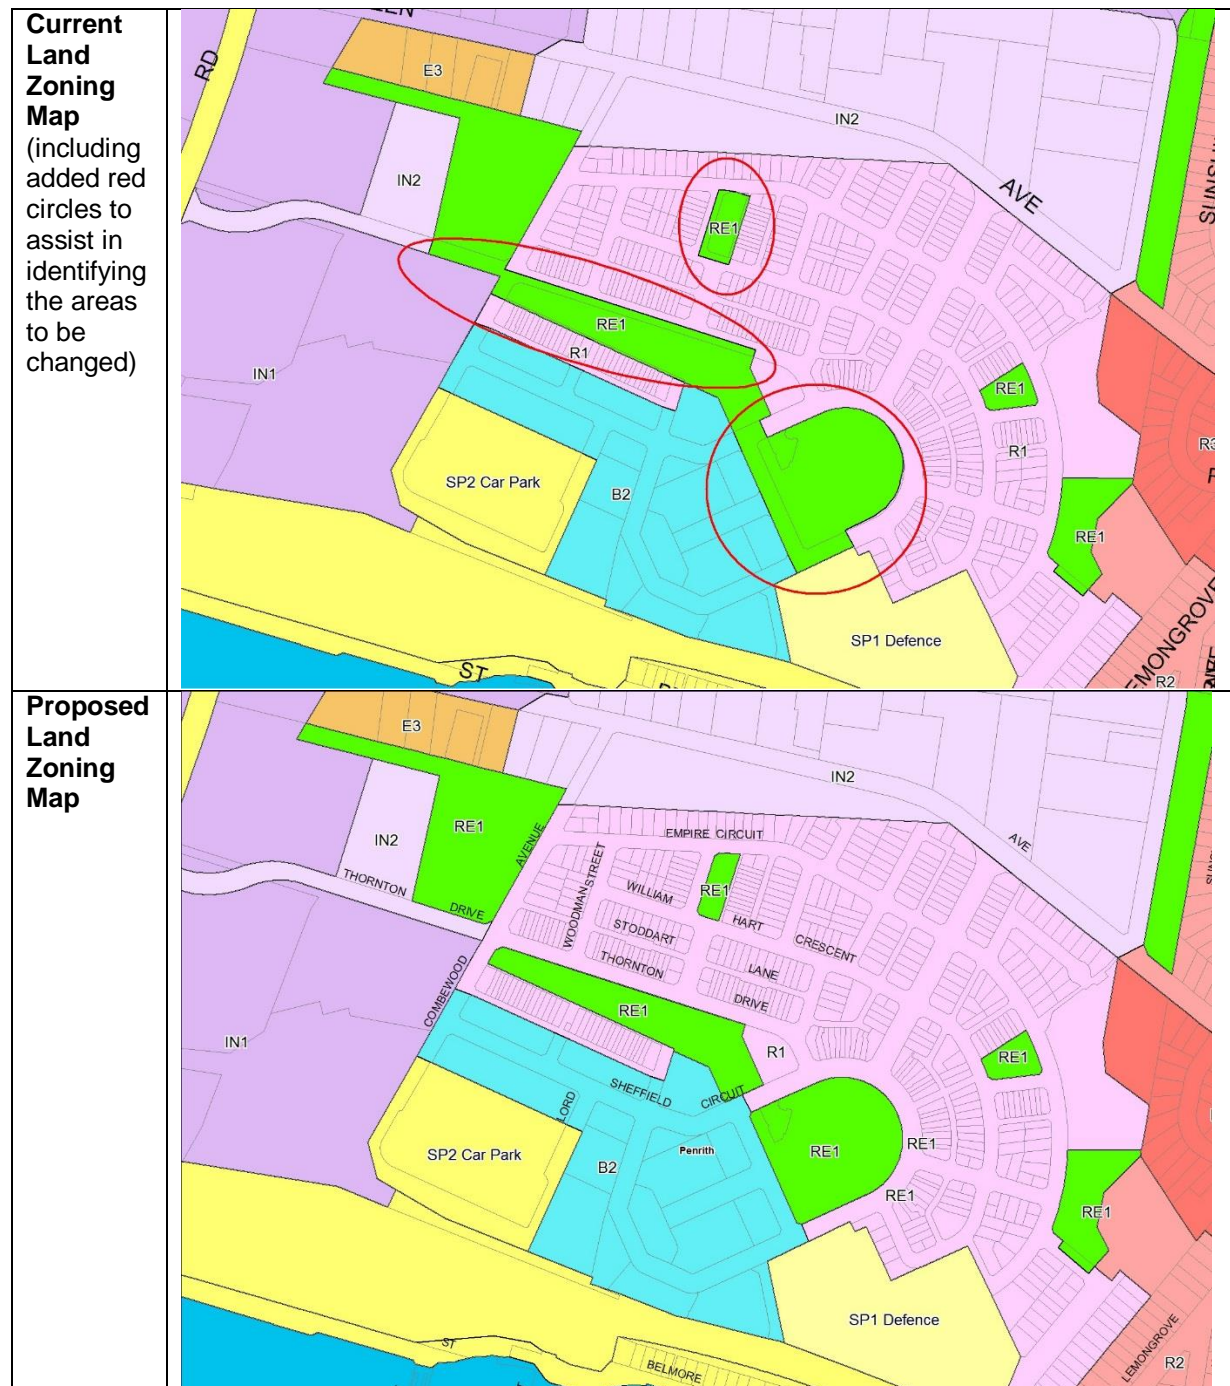 Current
Land
Zoning
Map
(including
added red
circles to
assist in
identifying
the areas
to be
changed)
RD
E3
IN2
IN2
AVE
RE1
RE1
R1
IN1
RE1
R1
SP2 Car Park
B2
RE1
SP1 Defence
ST
LEMONGROVE
R2
Proposed
Land
Zoning
Map
E3
IN2
RE1
IN2
AVENUE
EMPIRE CIRCUIT
AVE
THORNTON
DRIVE
WOODMAN STREET
WILLIAM
RE1
HART
CRESCENT
STODDART
LANE
THORNTON
DRIVE
COMBEWOOD
RE1
IN1
R1
RE1
SHEFFIELD
CIRCUIT
LORD
Penrith
RE1
RE1
SP2 Car Park
B2
RE1
RE1
SP1 Defence
ST
BELMORE
LEMONGROVE
R2